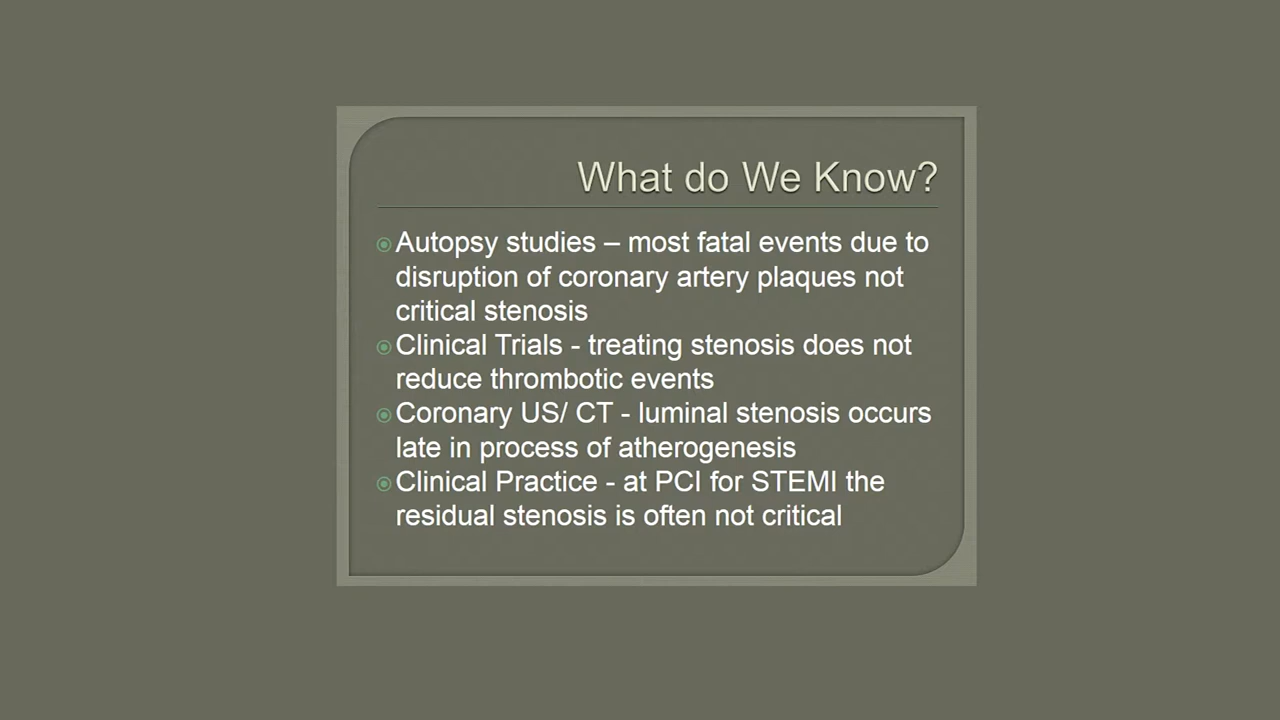 What do We Know?
Autopsy studies – most fatal events due to
disruption of coronary artery plaques not
critical stenosis
Clinical Trials - treating stenosis does not
reduce thrombotic events
Coronary US/ CT - luminal stenosis occurs
late in process of atherogenesis
Clinical Practice - at PCI for STEMI the
residual stenosis is often not critical